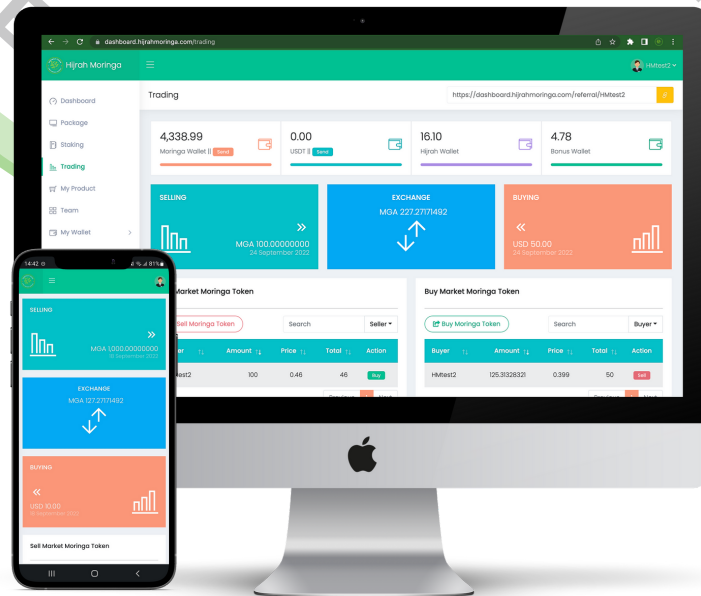 dashboard.hijrahmoringa.com/trading
Hijrah Moringa
HMtest2
Dashboard
Package
Staking
Trading
My Product
Team
My Wallet
Trading
https://dashboard.hijrahmoringa.com/referral/HMtest2
4,338.99
Moringa Wallet || Send
0.00
USDT || Send
16.10
Hijrah Wallet
4.78
Bonus Wallet
SELLING
MGA 100.00000000
24 September 2022
EXCHANGE
MGA 227.27171492
BUYING
USD 50.00
24 September 2022
Market Moringa Token
Sell Moringa Token
Search
Seller
Amount
Price
Total
Action
100
0.46
46
Buy
Buy Market Moringa Token
Buy Moringa Token
Search
Buyer
Buyer
Amount
Price
Total
Action
HMtest2
125.31328321
0.399
50
Sell
14:42
81%
SELLING
MGA 1,000.00000000
EXCHANGE
MGA 127.27171492
BUYING
USD 10.00
Sell Market Moringa Token